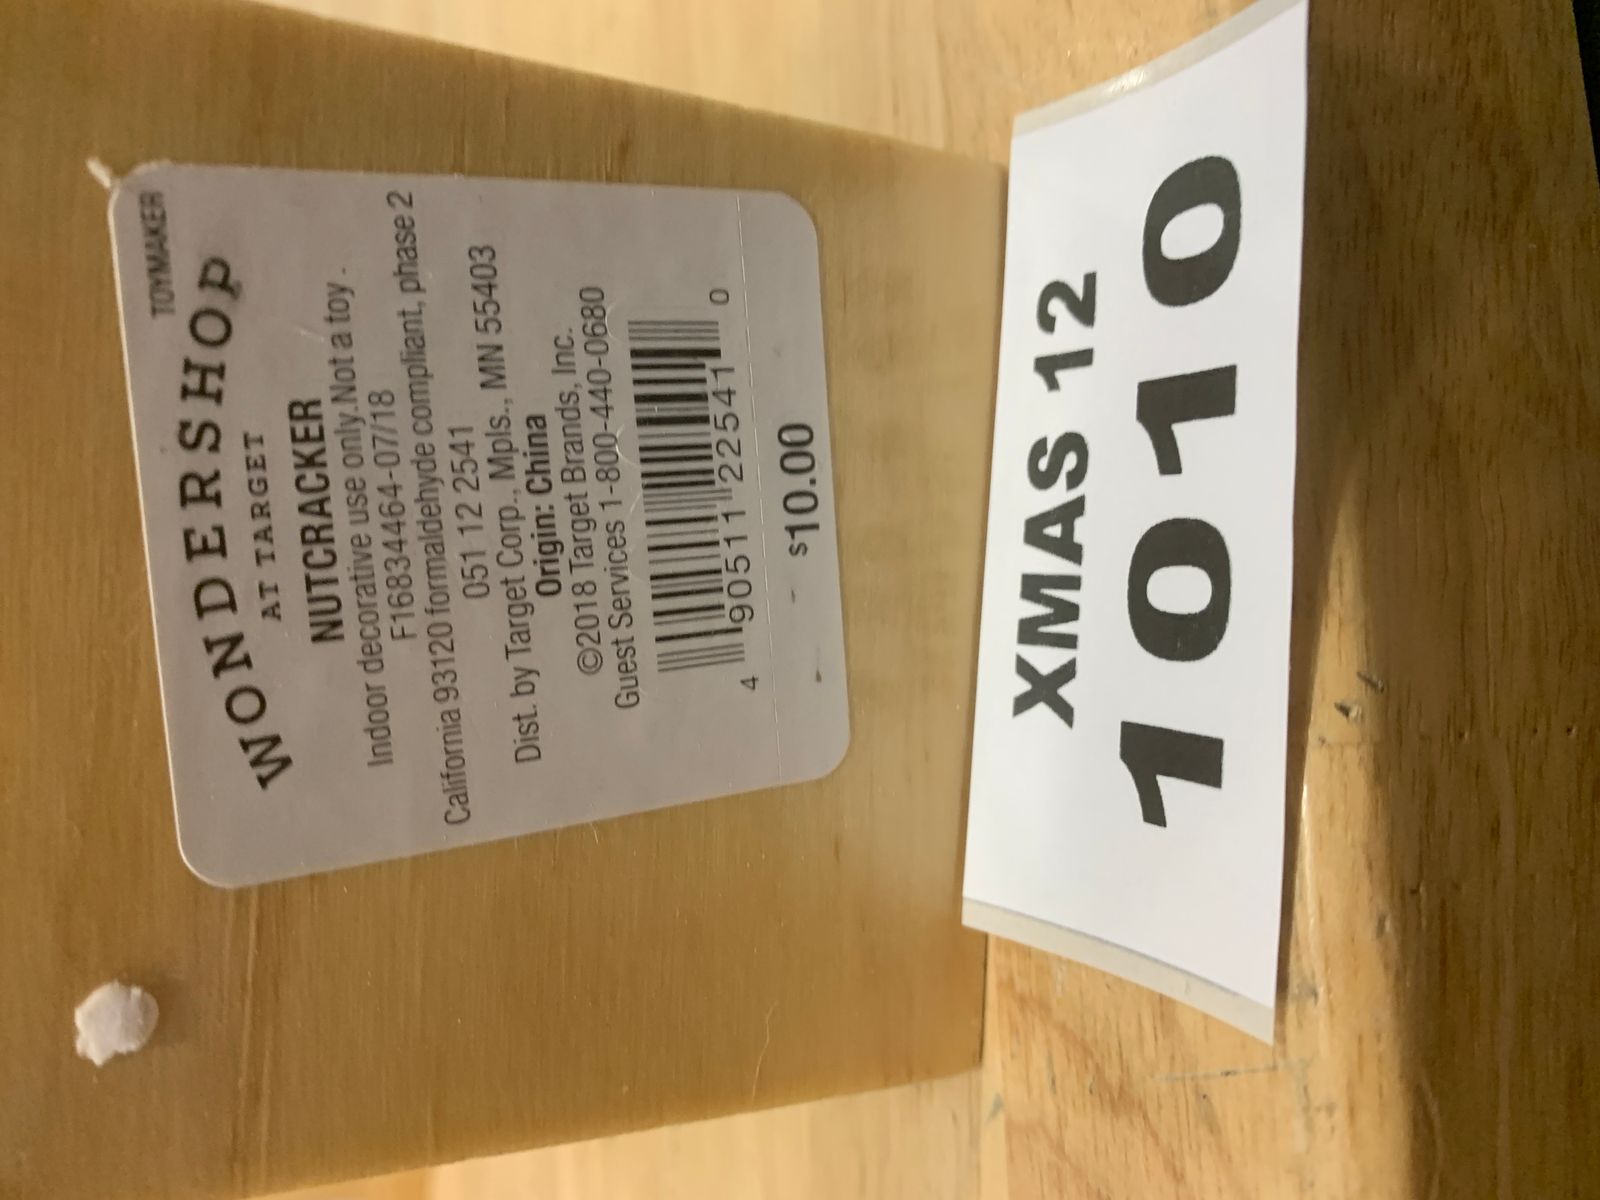 TOYMAKER
WONDERSHOP
AT TARGET
NUTCRACKER
Indoor decorative use only.Not a toy.
F16834464-07/18
California 93120 formaldehyde compliant, phase 2
051 12 2541
Dist. by Target Corp., Mpls., MN 55403
Origin: China
©2018 Target Brands, Inc.
Guest Services 1-800-440-0680
4 90511 22541 0
$10.00
XMAS 12
1010